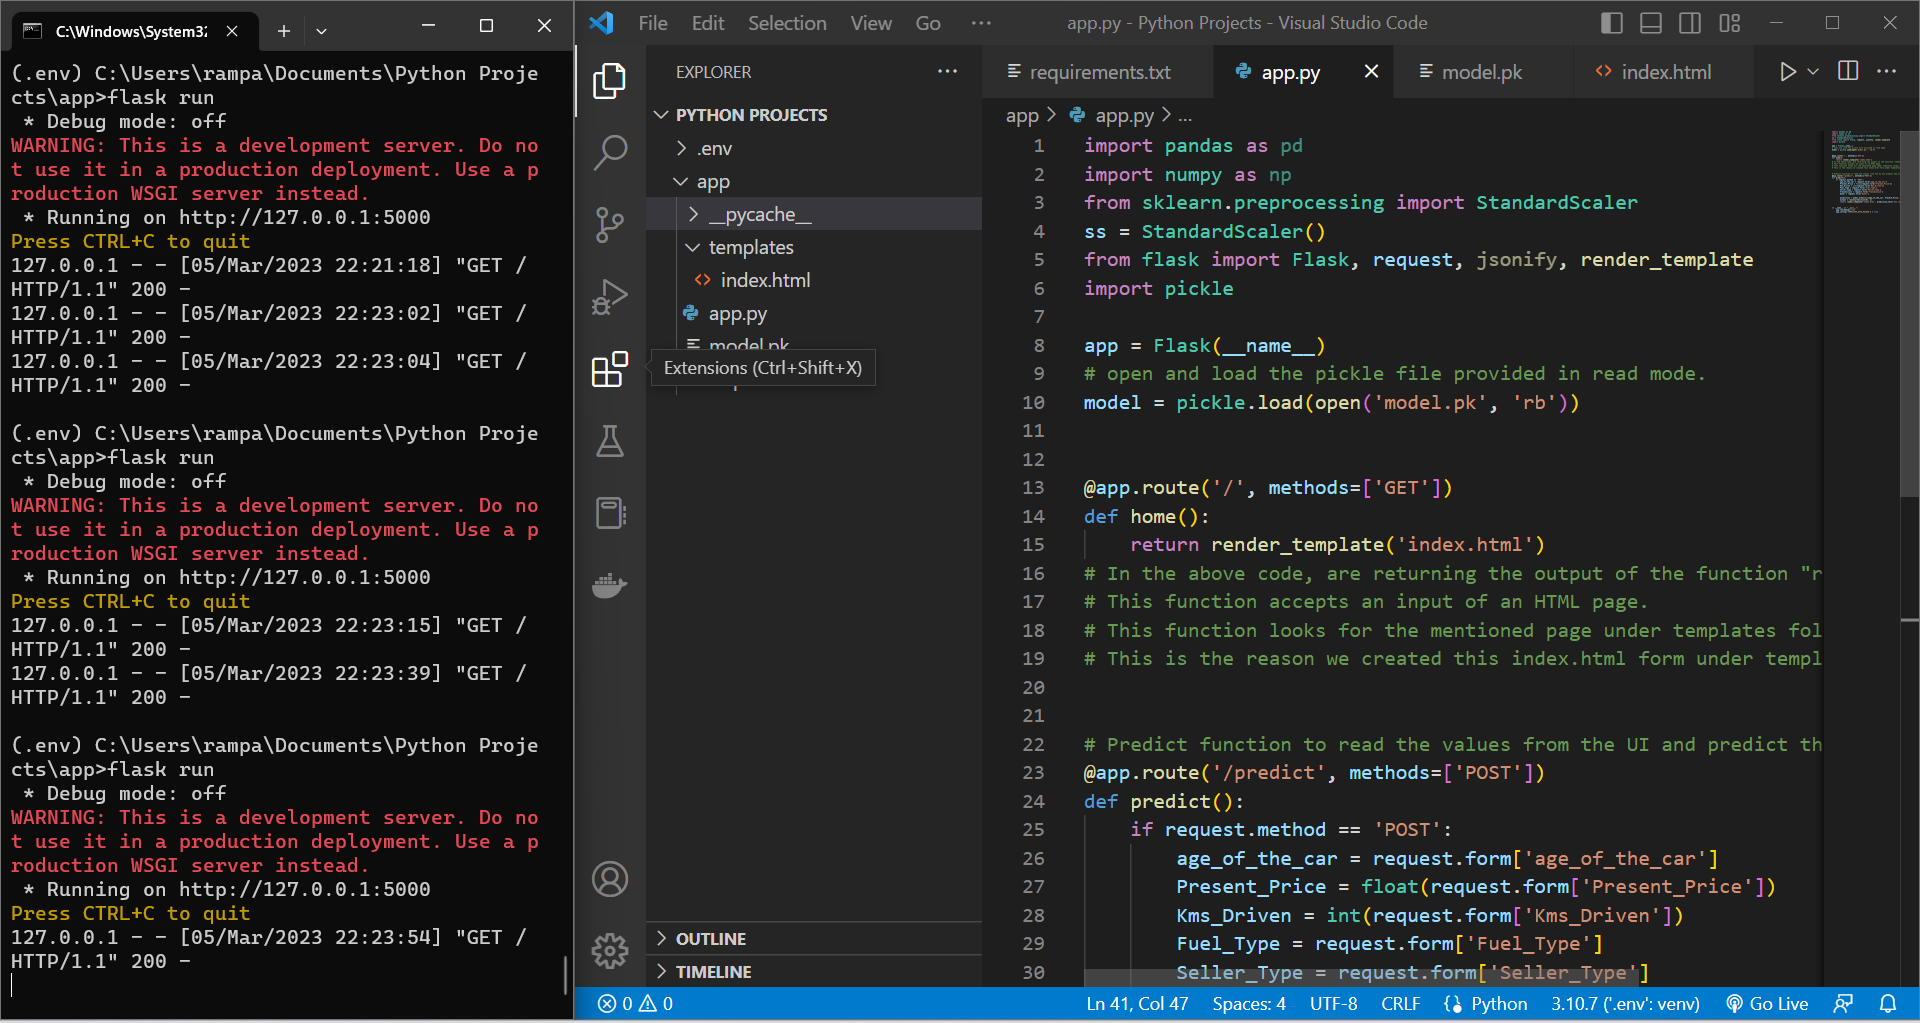 C:\Windows\System32
(.env) C:\Users\rampa\Documents\Python Proje
cts\app>flask run
 * Debug mode: off
WARNING: This is a development server. Do no
t use it in a production deployment. Use a p
roduction WSGI server instead.
 * Running on http://127.0.0.1:5000
Press CTRL+C to quit
127.0.0.1 - - [05/Mar/2023 22:21:18] "GET /
HTTP/1.1" 200 -
127.0.0.1 - - [05/Mar/2023 22:23:02] "GET /
HTTP/1.1" 200 -
127.0.0.1 - - [05/Mar/2023 22:23:04] "GET /
HTTP/1.1" 200 -
(.env) C:\Users\rampa\Documents\Python Proje
cts\app>flask run
 * Debug mode: off
WARNING: This is a development server. Do no
t use it in a production deployment. Use a p
roduction WSGI server instead.
 * Running on http://127.0.0.1:5000
Press CTRL+C to quit
127.0.0.1 - - [05/Mar/2023 22:23:15] "GET /
HTTP/1.1" 200 -
127.0.0.1 - - [05/Mar/2023 22:23:39] "GET /
HTTP/1.1" 200 -
(.env) C:\Users\rampa\Documents\Python Proje
cts\app>flask run
 * Debug mode: off
WARNING: This is a development server. Do no
t use it in a production deployment. Use a p
roduction WSGI server instead.
 * Running on http://127.0.0.1:5000
Press CTRL+C to quit
127.0.0.1 - - [05/Mar/2023 22:23:54] "GET /
HTTP/1.1" 200 -
File Edit Selection View Go ··· app.py - Python Projects - Visual Studio Code
EXPLORER ···
PYTHON PROJECTS
.env
app
__pycache__
templates
index.html
app.py
model.pk
Extensions (Ctrl+Shift+X)
OUTLINE
TIMELINE
requirements.txt app.py model.pk index.html
app > app.py > ...
1 import pandas as pd
2 import numpy as np
3 from sklearn.preprocessing import StandardScaler
4 ss = StandardScaler()
5 from flask import Flask, request, jsonify, render_template
6 import pickle
7
8 app = Flask(__name__)
9 # open and load the pickle file provided in read mode.
10 model = pickle.load(open('model.pk', 'rb'))
11
12
13 @app.route('/', methods=['GET'])
14 def home():
15     return render_template('index.html')
16 # In the above code, are returning the output of the function "r
17 # This function accepts an input of an HTML page.
18 # This function looks for the mentioned page under templates fol
19 # This is the reason we created this index.html form under templ
20
21
22 # Predict function to read the values from the UI and predict th
23 @app.route('/predict', methods=['POST'])
24 def predict():
25     if request.method == 'POST':
26         age_of_the_car = request.form['age_of_the_car']
27         Present_Price = float(request.form['Present_Price'])
28         Kms_Driven = int(request.form['Kms_Driven'])
29         Fuel_Type = request.form['Fuel_Type']
30         Seller_Type = request.form['Seller_Type']
0 0 Ln 41, Col 47 Spaces: 4 UTF-8 CRLF Python 3.10.7 ('.env': venv) Go Live